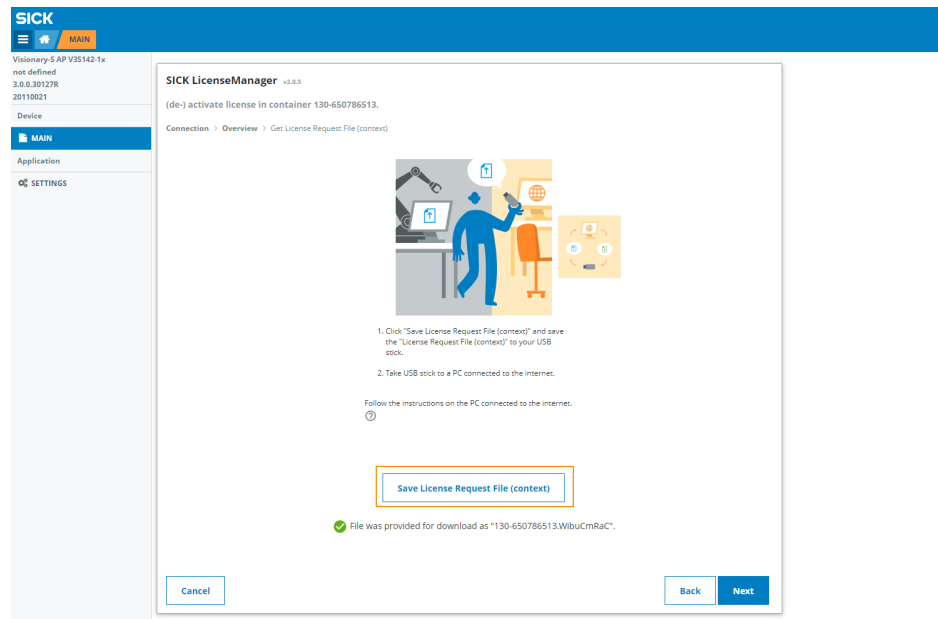 SICK
MAIN
Visionary-S AP V3S142-1x
not defined
3.0.0.30127R
20110021
Device
MAIN
Application
SETTINGS
SICK LicenseManager v2.0.5
(de-) activate license in container 130-650786513.
Connection > Overview > Get License Request File (context)
1. Click "Save License Request File (context)" and save
the "License Request File (context)" to your USB
stick.
2. Take USB stick to a PC connected to the internet.
Follow the instructions on the PC connected to the internet.
Save License Request File (context)
File was provided for download as "130-650786513.WibuCmRaC".
Cancel
Back
Next